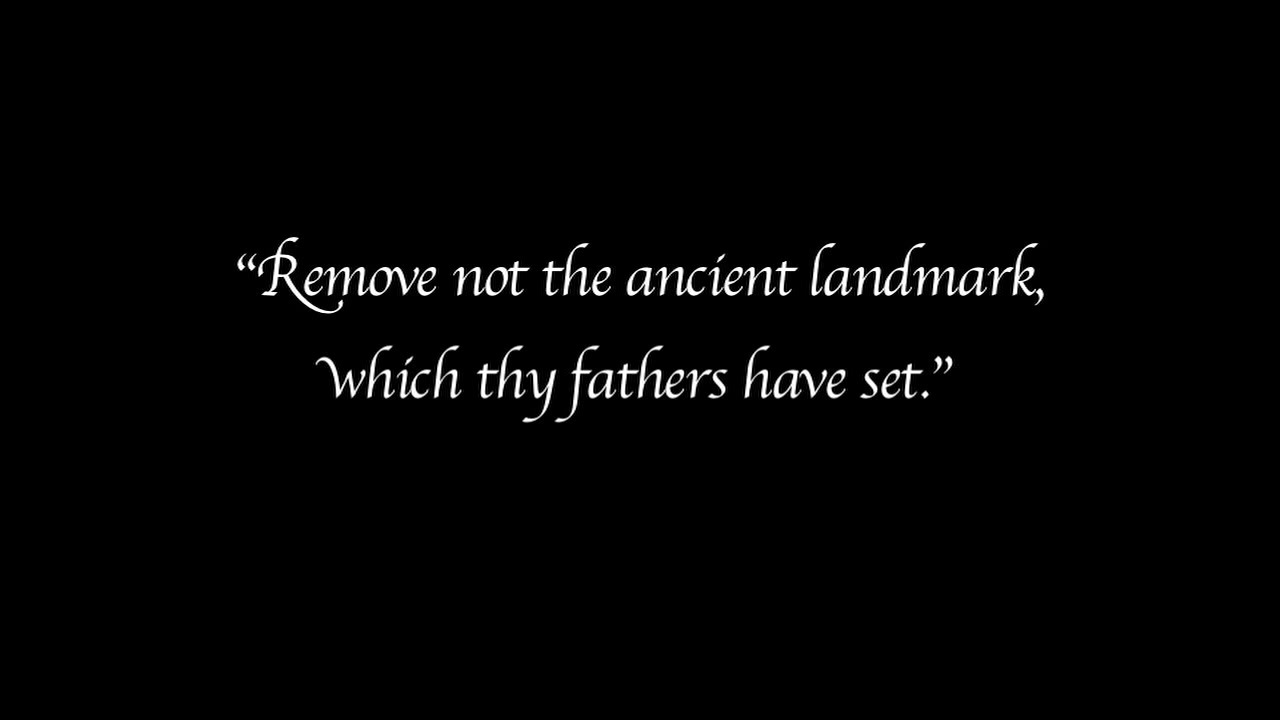 “Remove not the ancient landmark,
which thy fathers have set.”